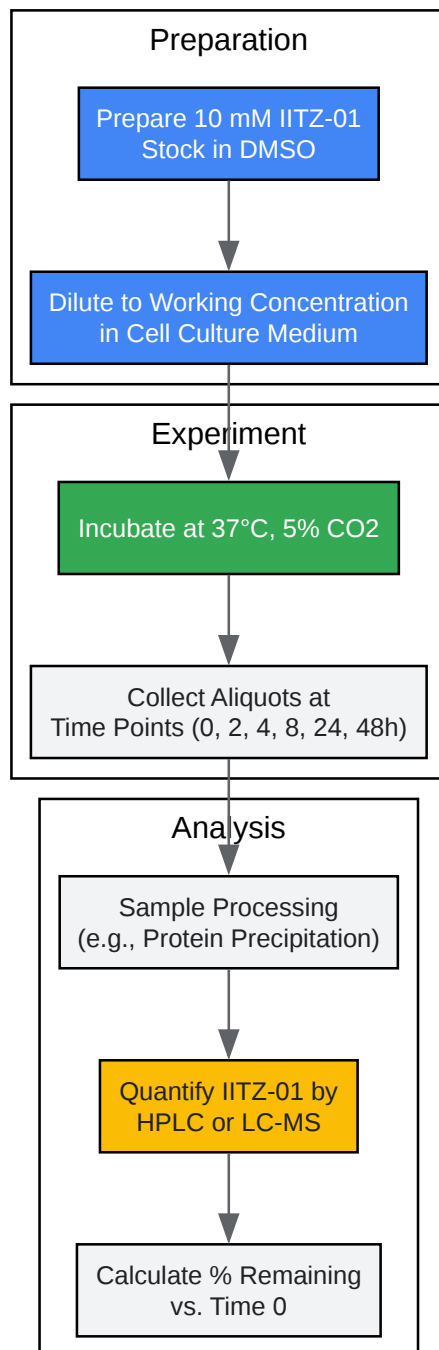 Preparation
Prepare 10 mM IITZ-01
Stock in DMSO
Dilute to Working Concentration
in Cell Culture Medium
Experiment
Incubate at 37°C, 5% CO2
Collect Aliquots at
Time Points (0, 2, 4, 8, 24, 48h)
Analysis
Sample Processing
(e.g., Protein Precipitation)
Quantify IITZ-01 by
HPLC or LC-MS
Calculate % Remaining
vs. Time 0